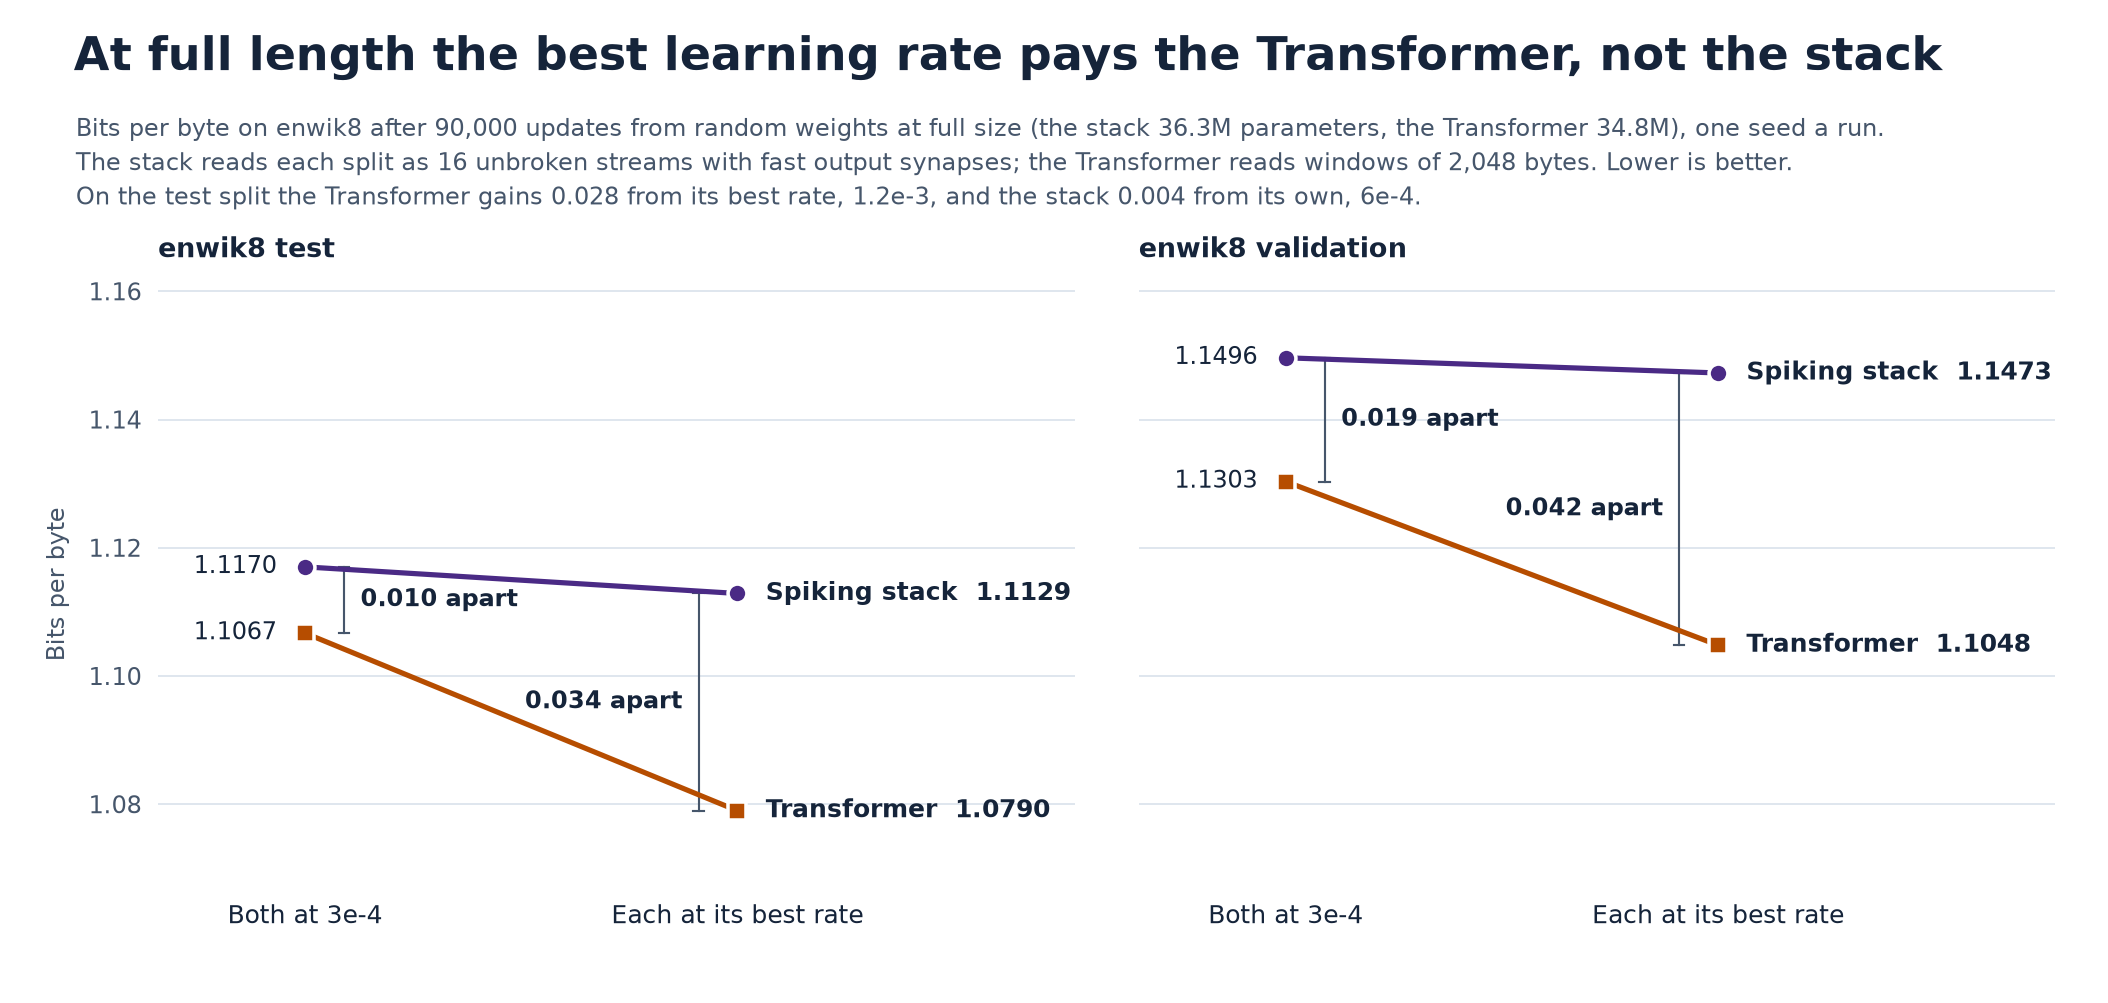 At full length the best learning rate pays the Transformer, not the stack
Bits per byte on enwik8 after 90,000 updates from random weights at full size (the stack 36.3M parameters, the Transformer 34.8M), one seed a run.
The stack reads each split as 16 unbroken streams with fast output synapses; the Transformer reads windows of 2,048 bytes. Lower is better.
On the test split the Transformer gains 0.028 from its best rate, 1.2e-3, and the stack 0.004 from its own, 6e-4.
enwik8 test
Bits per byte
1.16
1.14
1.12
1.10
1.08
1.1170
1.1067
0.010 apart
0.034 apart
Spiking stack 1.1129
Transformer 1.0790
Both at 3e-4
Each at its best rate
enwik8 validation
1.1496
1.1303
0.019 apart
0.042 apart
Spiking stack 1.1473
Transformer 1.1048
Both at 3e-4
Each at its best rate